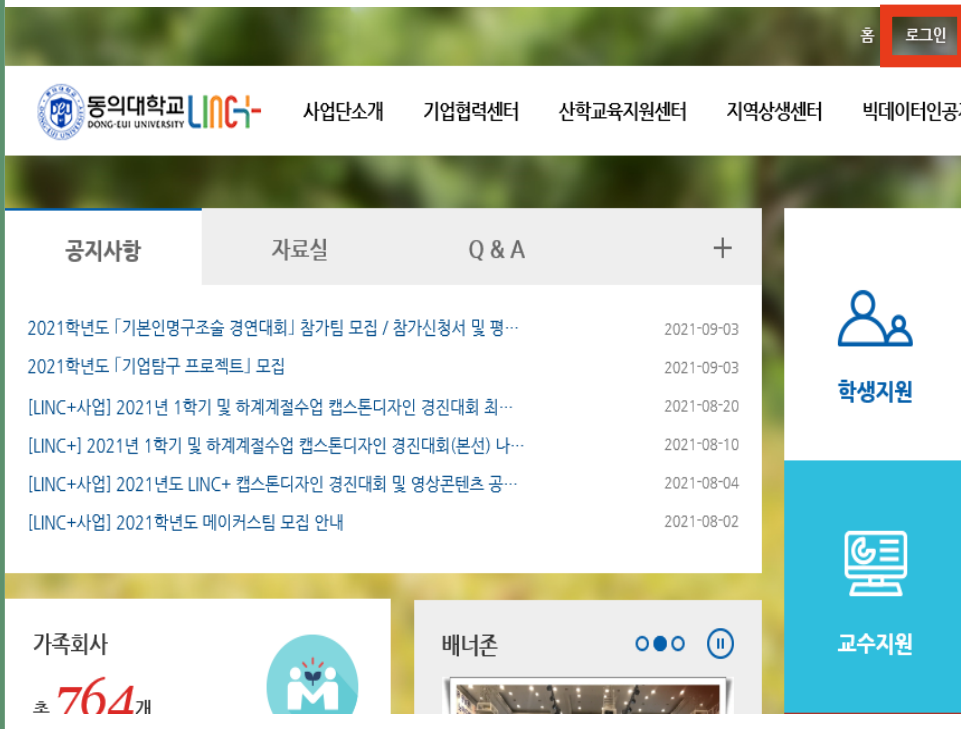 홈 로그인
동의대학교 LINC+
DONG-EUI UNIVERSITY
사업단소개 기업협력센터 산학교육지원센터 지역상생센터 빅데이터인공
공지사항 자료실 Q & A +
2021학년도 「기본인명구조술 경연대회」 참가팀 모집 / 참가신청서 및 평… 2021-09-03
2021학년도 「기업탐구 프로젝트」 모집 2021-09-03
[LINC+사업] 2021년 1학기 및 하계계절수업 캡스톤디자인 경진대회 최… 2021-08-20
[LINC+] 2021년 1학기 및 하계계절수업 캡스톤디자인 경진대회(본선) 나… 2021-08-10
[LINC+사업] 2021년도 LINC+ 캡스톤디자인 경진대회 및 영상콘텐츠 공… 2021-08-04
[LINC+사업] 2021학년도 메이커스팀 모집 안내 2021-08-02
학생지원
교수지원
가족회사
총 764개
배너존